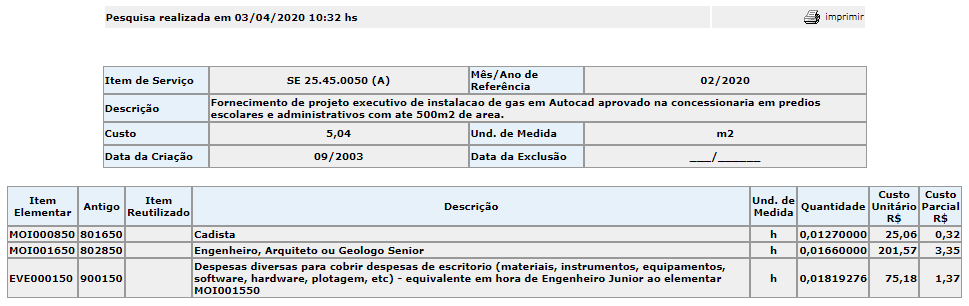 Pesquisa realizada em 03/04/2020 10:32 hs
imprimir
Item de Serviço SE 25.45.0050 (A) Mês/Ano de Referência 02/2020
Descrição Fornecimento de projeto executivo de instalacao de gas em Autocad aprovado na concessionaria em predios
escolares e administrativos com ate 500m2 de area.
Custo 5,04 Und. de Medida m2
Data da Criação 09/2003 Data da Exclusão ___/______
Item Elementar Antigo Item Reutilizado Descrição Und. de Medida Quantidade Custo Unitário R$ Custo Parcial R$
MOI000850 801650 Cadista h 0,01270000 25,06 0,32
MOI001650 802850 Engenheiro, Arquiteto ou Geologo Senior h 0,01660000 201,57 3,35
EVE000150 900150 Despesas diversas para cobrir despesas de escritorio (materiais, instrumentos, equipamentos,
software, hardware, plotagem, etc) - equivalente em hora de Engenheiro Junior ao elementar
MOI001550 h 0,01819276 75,18 1,37